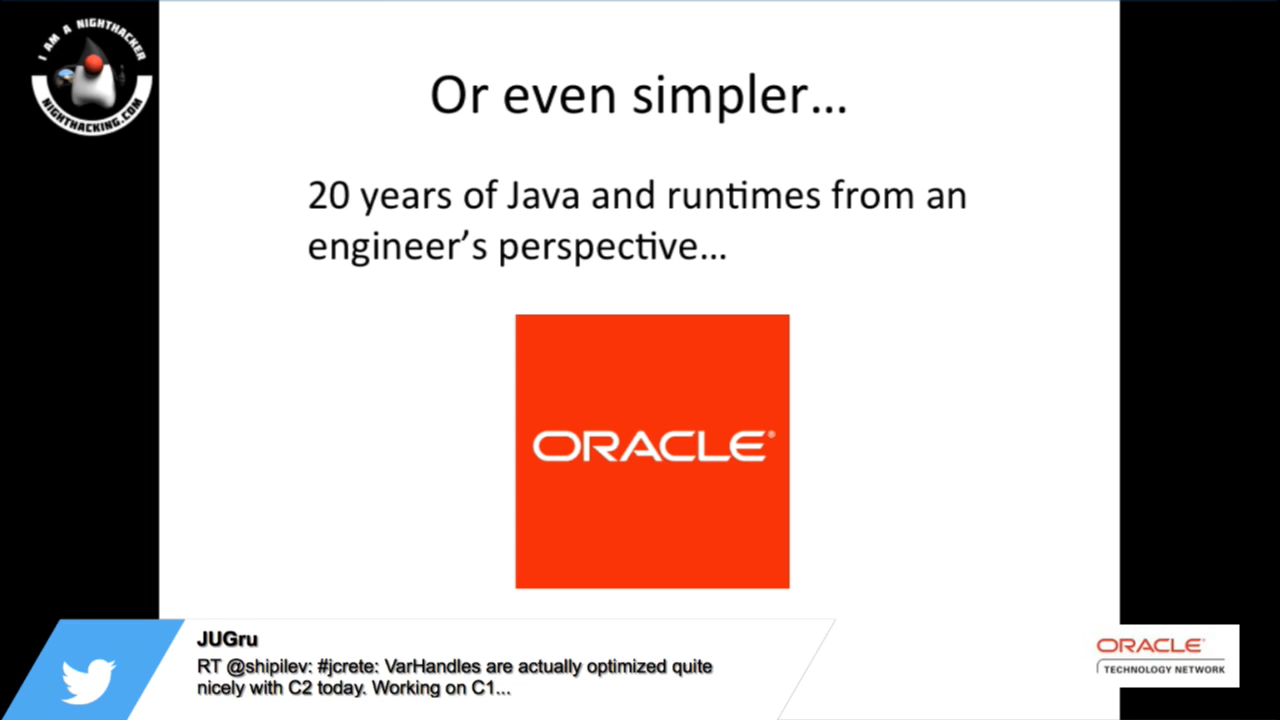 I AM A NIGHTHACKER
NIGHTHACKING.COM
Or even simpler...
20 years of Java and runtimes from an
engineer's perspective...
ORACLE®
JUGru
RT @shipilev: #jcrete: VarHandles are actually optimized quite
nicely with C2 today. Working on C1...
ORACLE®
TECHNOLOGY NETWORK